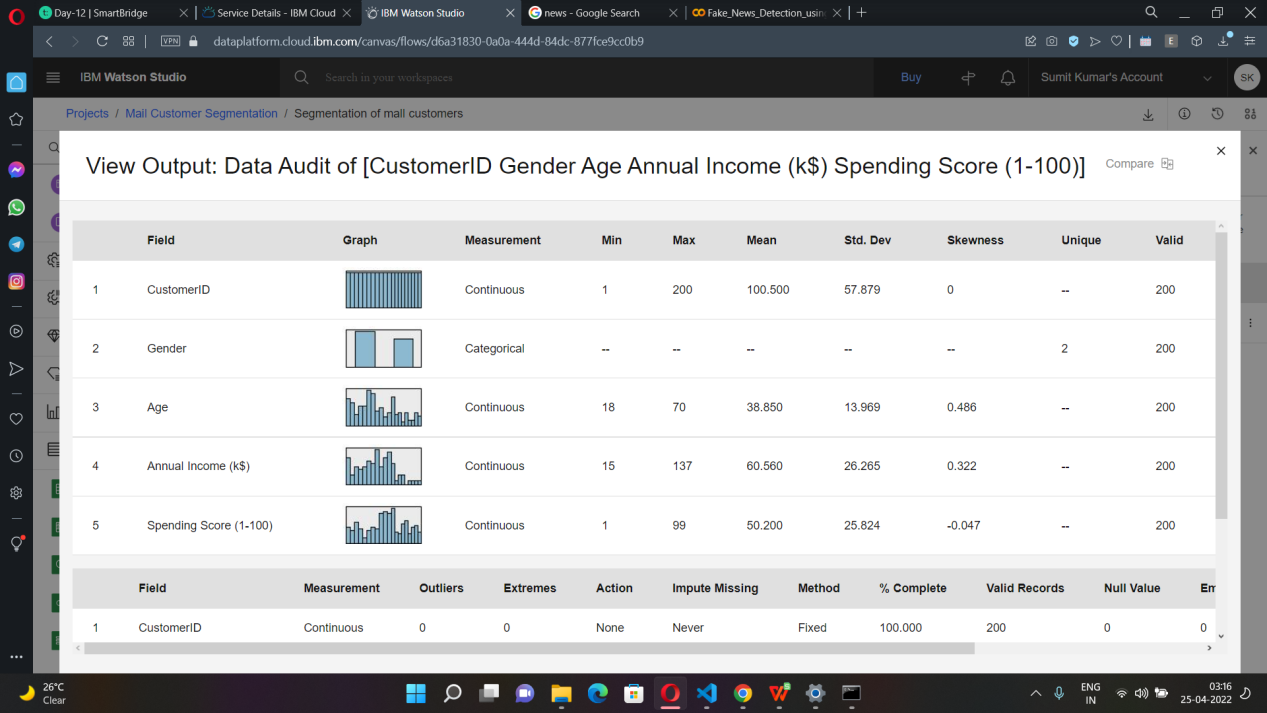 Day-12 | SmartBridge
Service Details - IBM Cloud
IBM Watson Studio
news - Google Search
Fake_News_Detection_usin
VPN
dataplatform.cloud.ibm.com/canvas/flows/d6a31830-0a0a-444d-84dc-877fce9cc0b9
IBM Watson Studio
Search in your workspaces
Buy
Sumit Kumar's Account
SK
Projects / Mall Customer Segmentation / Segmentation of mall customers
View Output: Data Audit of [CustomerID Gender Age Annual Income (k$) Spending Score (1-100)]
Compare
Field Graph Measurement Min Max Mean Std. Dev Skewness Unique Valid
1 CustomerID Continuous 1 200 100.500 57.879 0 -- 200
2 Gender Categorical -- -- -- -- -- 2 200
3 Age Continuous 18 70 38.850 13.969 0.486 -- 200
4 Annual Income (k$) Continuous 15 137 60.560 26.265 0.322 -- 200
5 Spending Score (1-100) Continuous 1 99 50.200 25.824 -0.047 -- 200
Field Measurement Outliers Extremes Action Impute Missing Method % Complete Valid Records Null Value Em
1 CustomerID Continuous 0 0 None Never Fixed 100.000 200 0 0
26°C
Clear
ENG
IN
03:16
25-04-2022